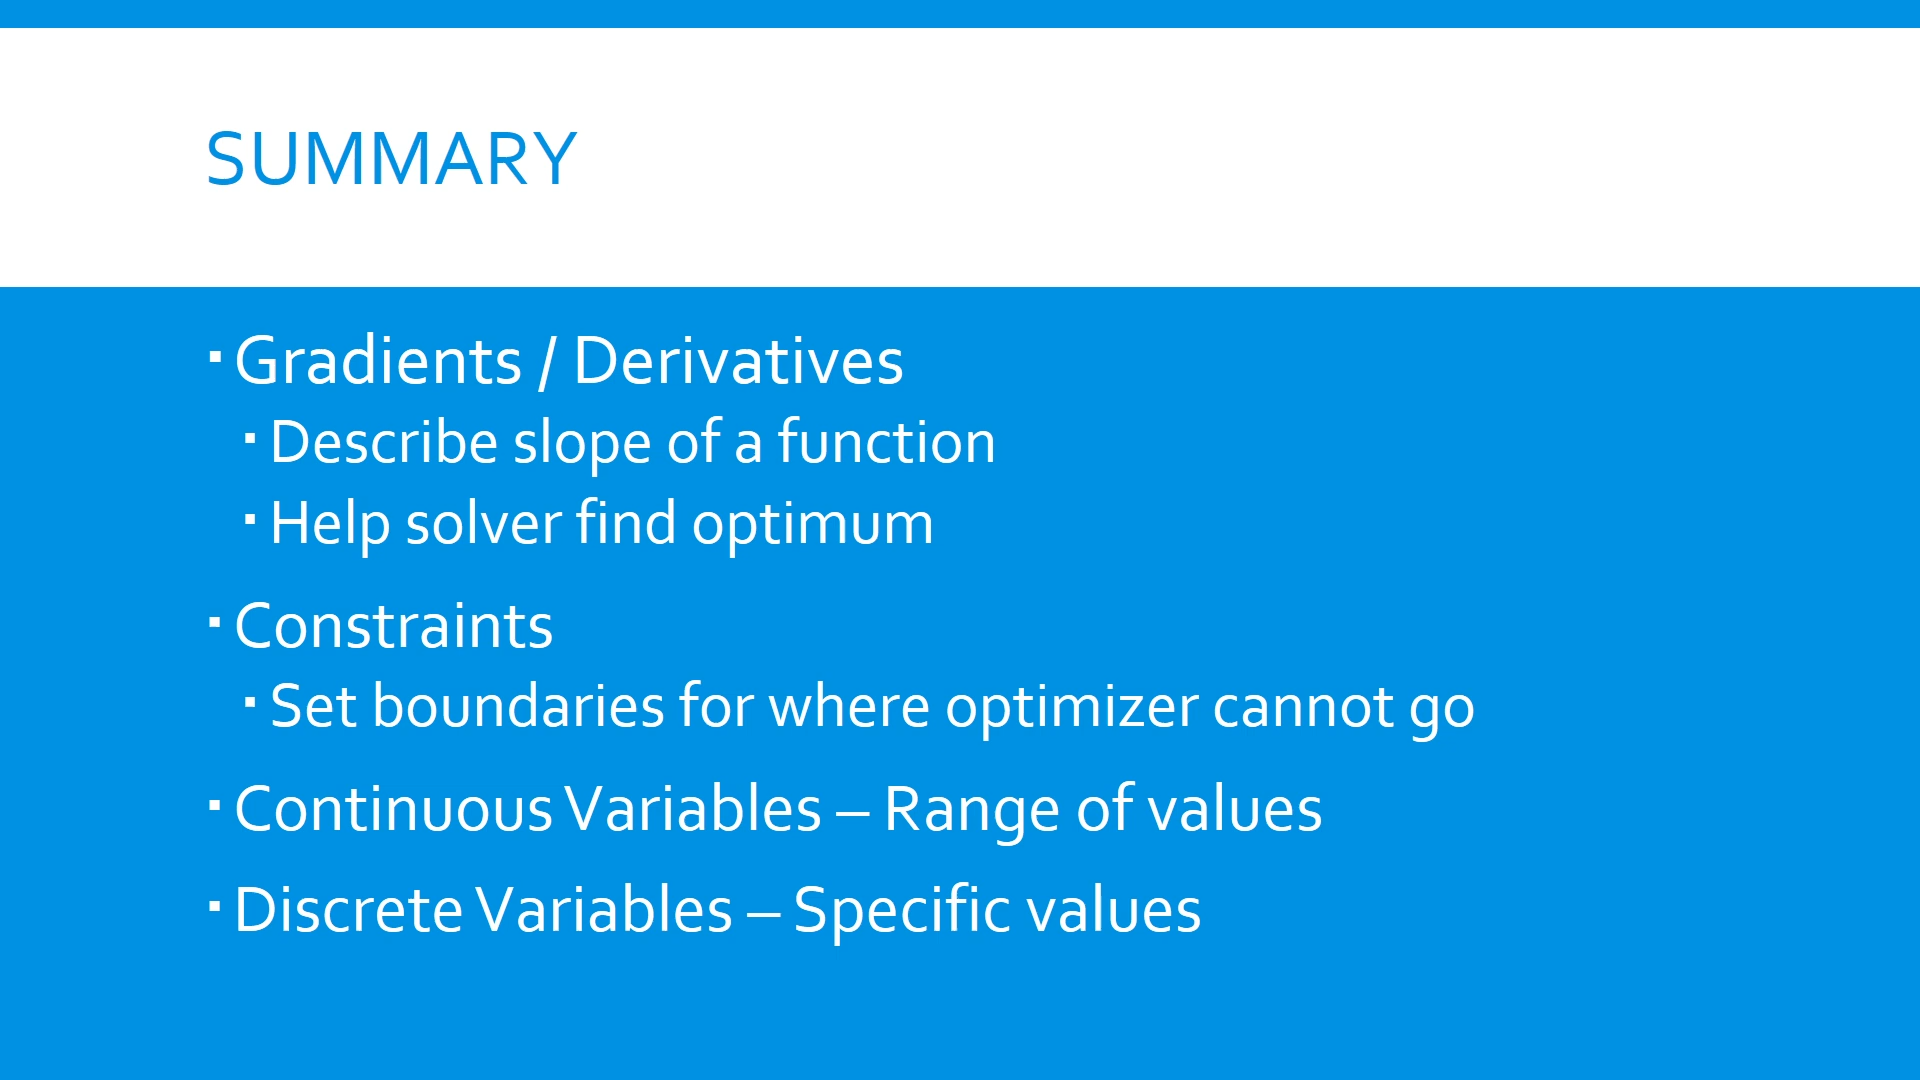 SUMMARY
▪ Gradients / Derivatives
▪ Describe slope of a function
▪ Help solver find optimum
▪ Constraints
▪ Set boundaries for where optimizer cannot go
▪ Continuous Variables – Range of values
▪ Discrete Variables – Specific values